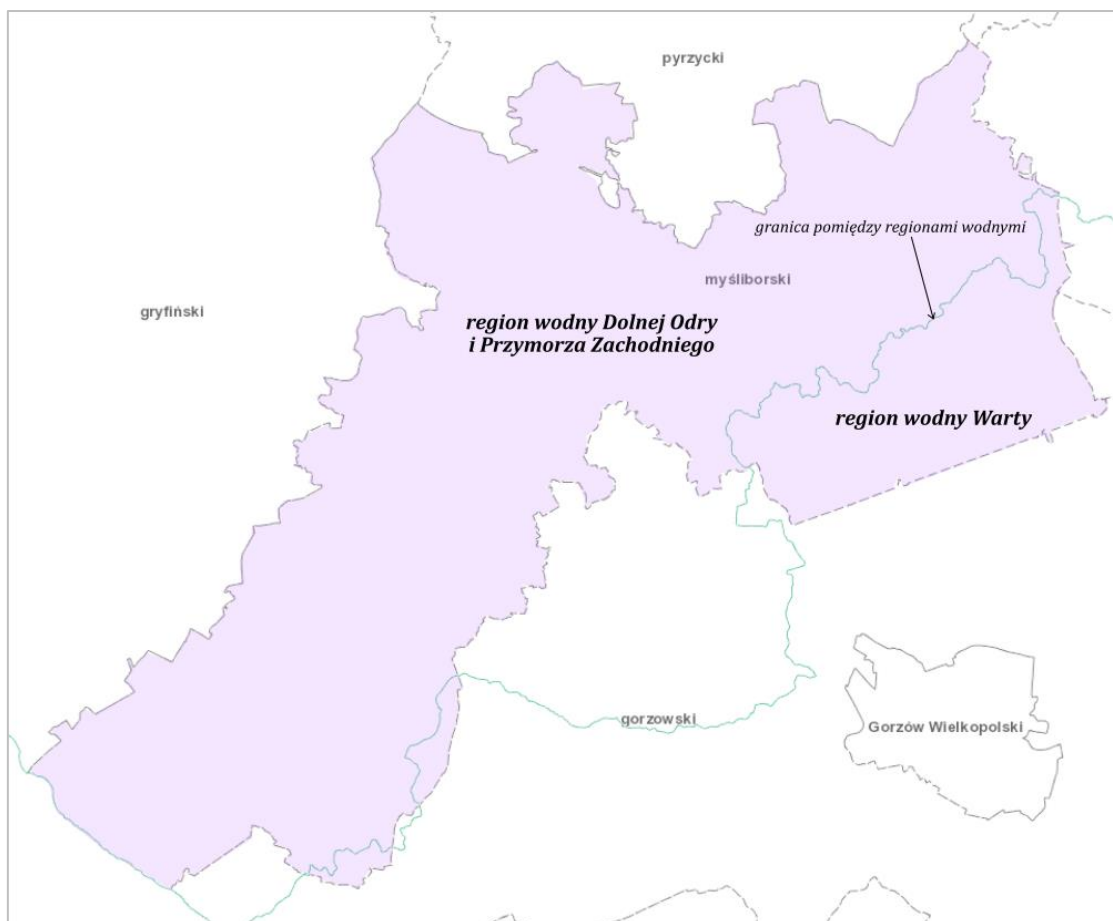 pyrzycki
granica pomiędzy regionami wodnymi
myśliborski
gryfiński
region wodny Dolnej Odry
i Przymorza Zachodniego
region wodny Warty
gorzowski
Gorzów Wielkopolski